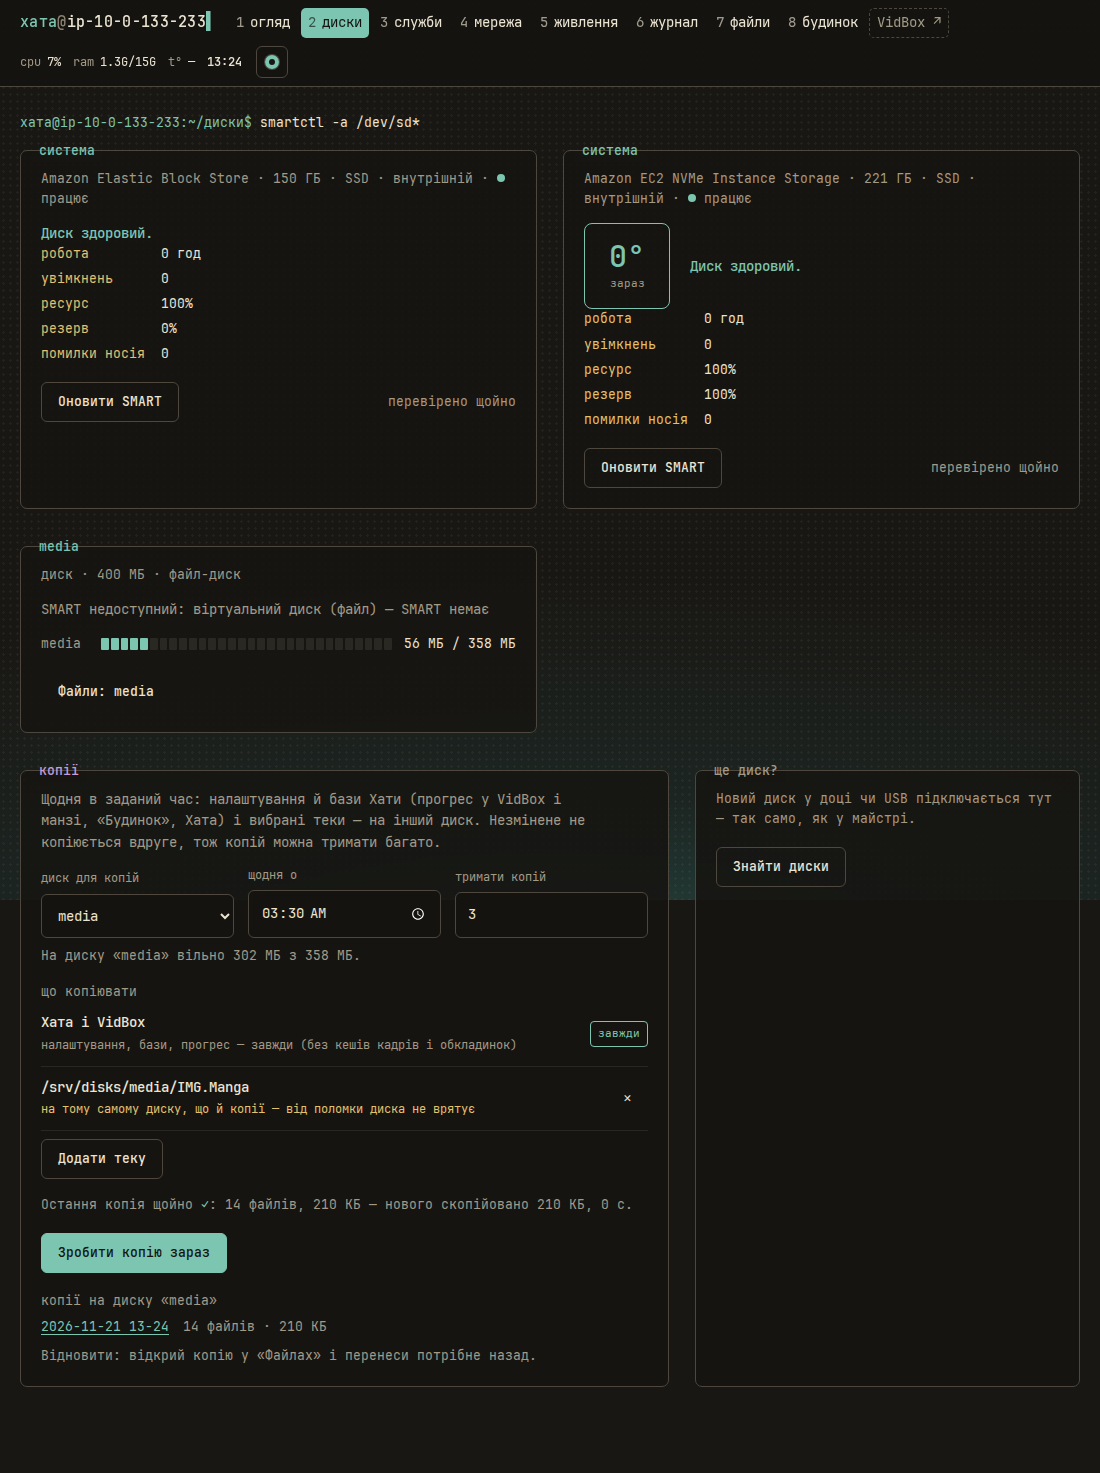 хата@ip-10-0-133-233
1 огляд 2 диски 3 служби 4 мережа 5 живлення 6 журнал 7 файли 8 будинок VidBox ↗
cpu 7% ram 1.3G/15G t° — 13:24
хата@ip-10-0-133-233:~/диски$ smartctl -a /dev/sd*
система
Amazon Elastic Block Store · 150 ГБ · SSD · внутрішній · ●
працює
Диск здоровий.
робота 0 год
увімкнень 0
ресурс 100%
резерв 0%
помилки носія 0
Оновити SMART перевірено щойно
система
Amazon EC2 NVMe Instance Storage · 221 ГБ · SSD ·
внутрішній · ● працює
0°
зараз
Диск здоровий.
робота 0 год
увімкнень 0
ресурс 100%
резерв 100%
помилки носія 0
Оновити SMART перевірено щойно
media
диск · 400 МБ · файл-диск
SMART недоступний: віртуальний диск (файл) — SMART немає
media 56 МБ / 358 МБ
Файли: media
копії
Щодня в заданий час: налаштування й бази Хати (прогрес у VidBox і
манзі, «Будинок», Хата) і вибрані теки — на інший диск. Незмінене не
копіюється вдруге, тож копій можна тримати багато.
диск для копій щодня о тримати копій
media 03:30 AM 3
На диску «media» вільно 302 МБ з 358 МБ.
що копіювати
Хата і VidBox
налаштування, бази, прогрес — завжди (без кешів кадрів і обкладинок)
завжди
/srv/disks/media/IMG.Manga
на тому самому диску, що й копії — від поломки диска не врятує
✕
Додати теку
Остання копія щойно ✓: 14 файлів, 210 КБ — нового скопійовано 210 КБ, 0 с.
Зробити копію зараз
копії на диску «media»
2026-11-21 13-24 14 файлів · 210 КБ
Відновити: відкрий копію у «Файлах» і перенеси потрібне назад.
ще диск?
Новий диск у доці чи USB підключається тут
— так само, як у майстрі.
Знайти диски